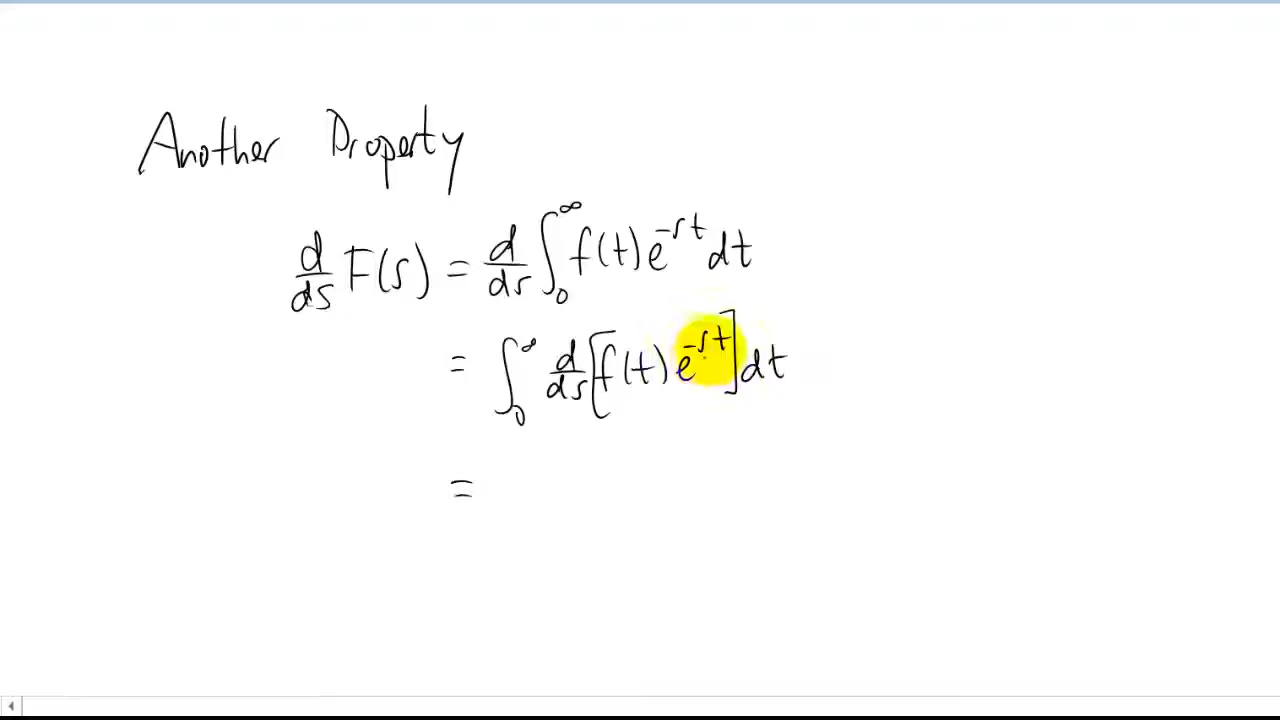 Another Property
d/ds F(s) = d/ds ∫₀^∞ f(t) e^{-st} dt
= ∫₀^∞ d/ds [f(t) e^{-st}] dt
=